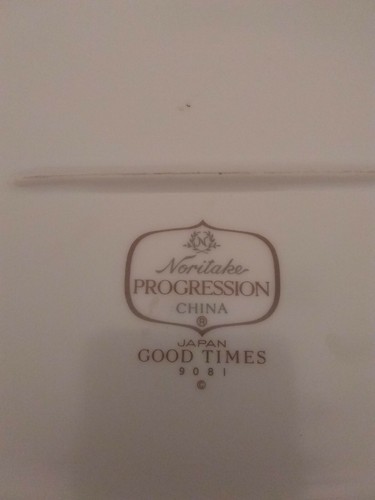 N
Noritake
PROGRESSION
CHINA
®
JAPAN
GOOD TIMES
9081
©